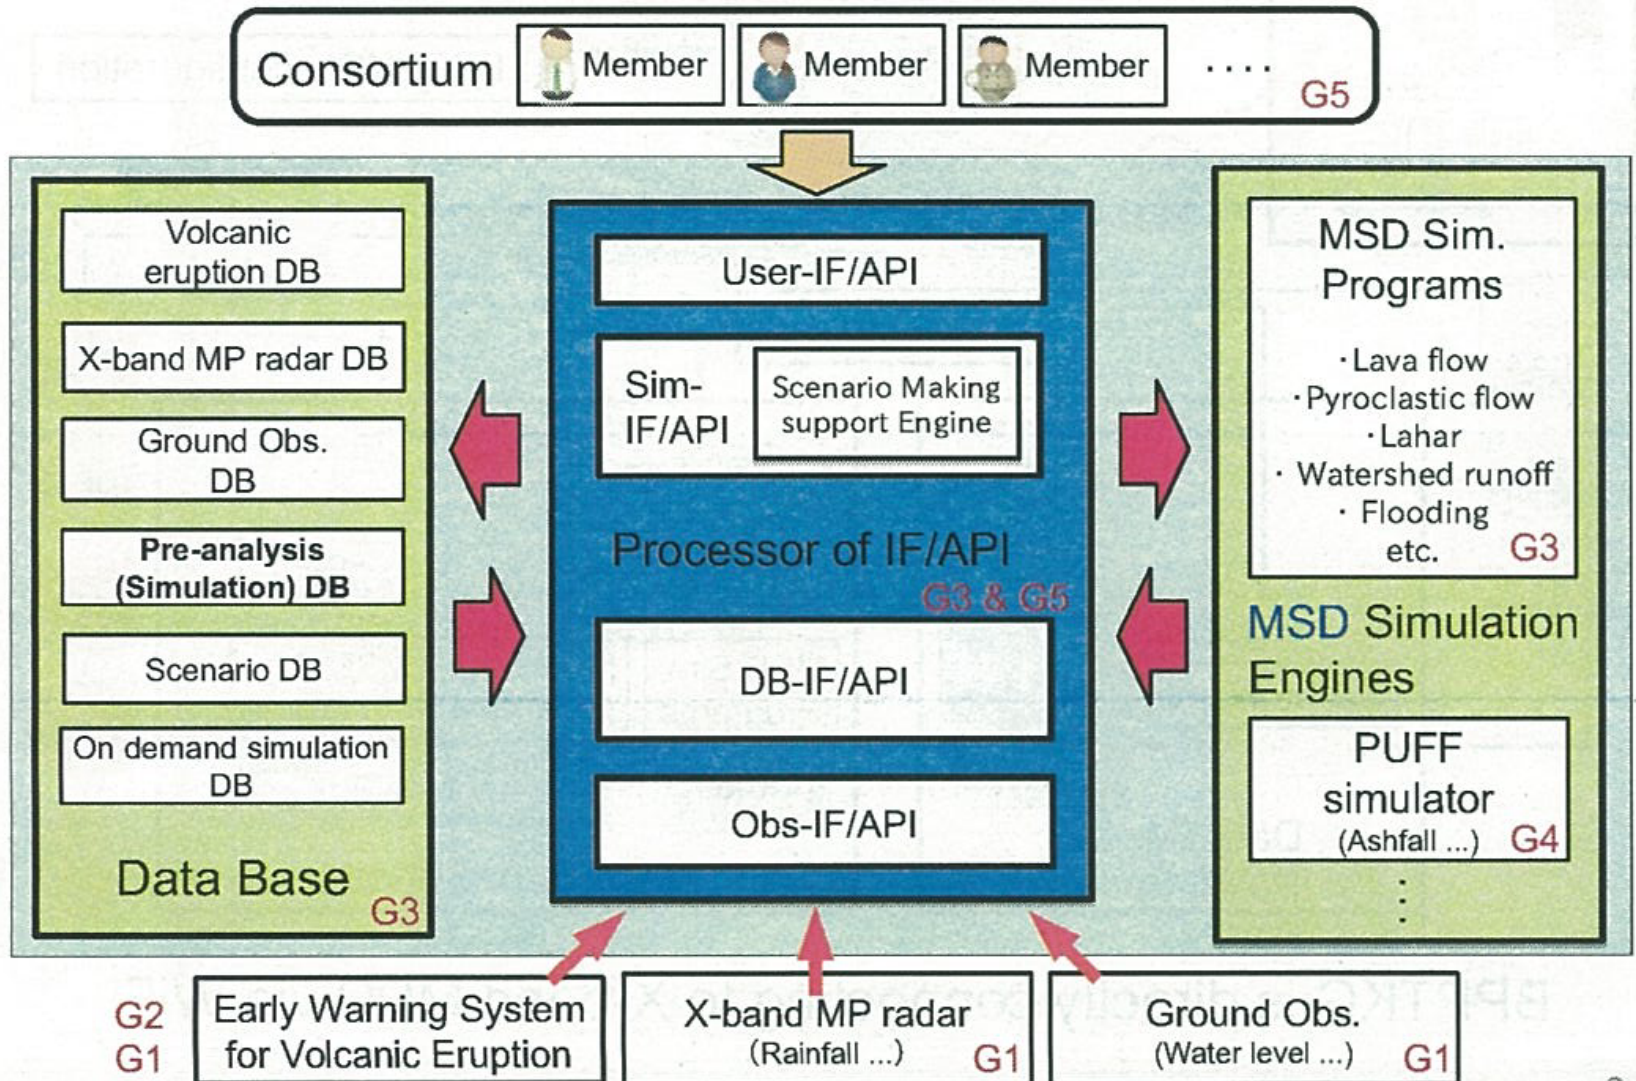 Consortium
Member
Member
Member
....
G5
Volcanic
eruption DB
X-band MP radar DB
Ground Obs.
DB
Pre-analysis
(Simulation) DB
Scenario DB
On demand simulation
DB
Data Base
G3
User-IF/API
Sim-
IF/API
Scenario Making
support Engine
Processor of IF/API
G3 & G5
DB-IF/API
Obs-IF/API
MSD Sim.
Programs
・Lava flow
・Pyroclastic flow
・Lahar
・ Watershed runoff
・ Flooding
etc.
G3
MSD Simulation
Engines
PUFF
simulator
(Ashfall ...)
G4
G2
G1
Early Warning System
for Volcanic Eruption
X-band MP radar
(Rainfall ...)
G1
Ground Obs.
(Water level ...)
G1